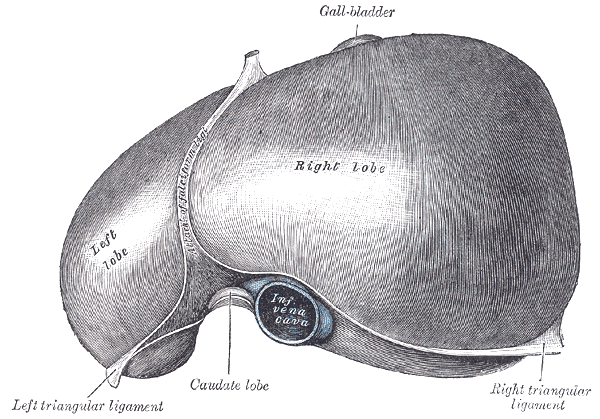 Gall-bladder
Right lobe
Left
lobe
Inf.
vena
cava
Caudate lobe
Left triangular ligament
Right triangular
ligament